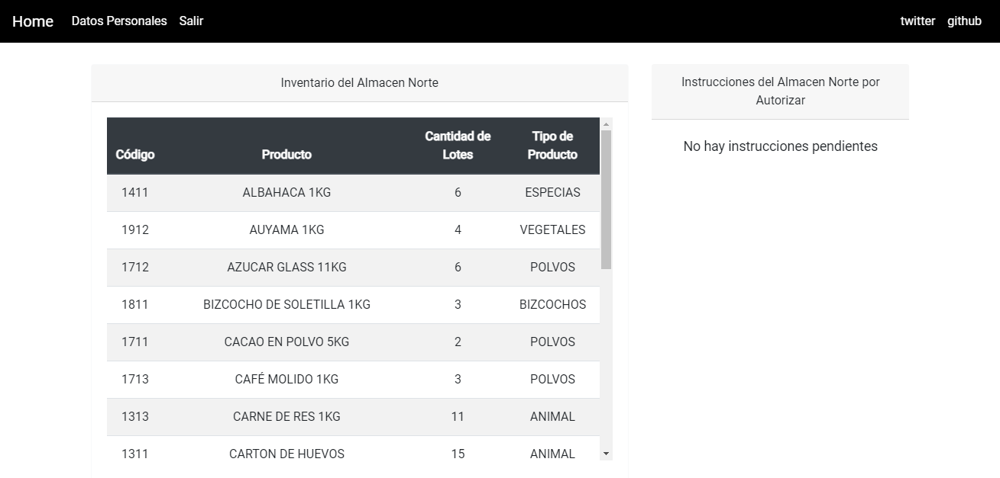 Home Datos Personales Salir twitter github
Inventario del Almacen Norte
Código Producto Cantidad de Lotes Tipo de Producto
1411 ALBAHACA 1KG 6 ESPECIAS
1912 AUYAMA 1KG 4 VEGETALES
1712 AZUCAR GLASS 11KG 6 POLVOS
1811 BIZCOCHO DE SOLETILLA 1KG 3 BIZCOCHOS
1711 CACAO EN POLVO 5KG 2 POLVOS
1713 CAFÉ MOLIDO 1KG 3 POLVOS
1313 CARNE DE RES 1KG 11 ANIMAL
1311 CARTON DE HUEVOS 15 ANIMAL
Instrucciones del Almacen Norte por
Autorizar
No hay instrucciones pendientes